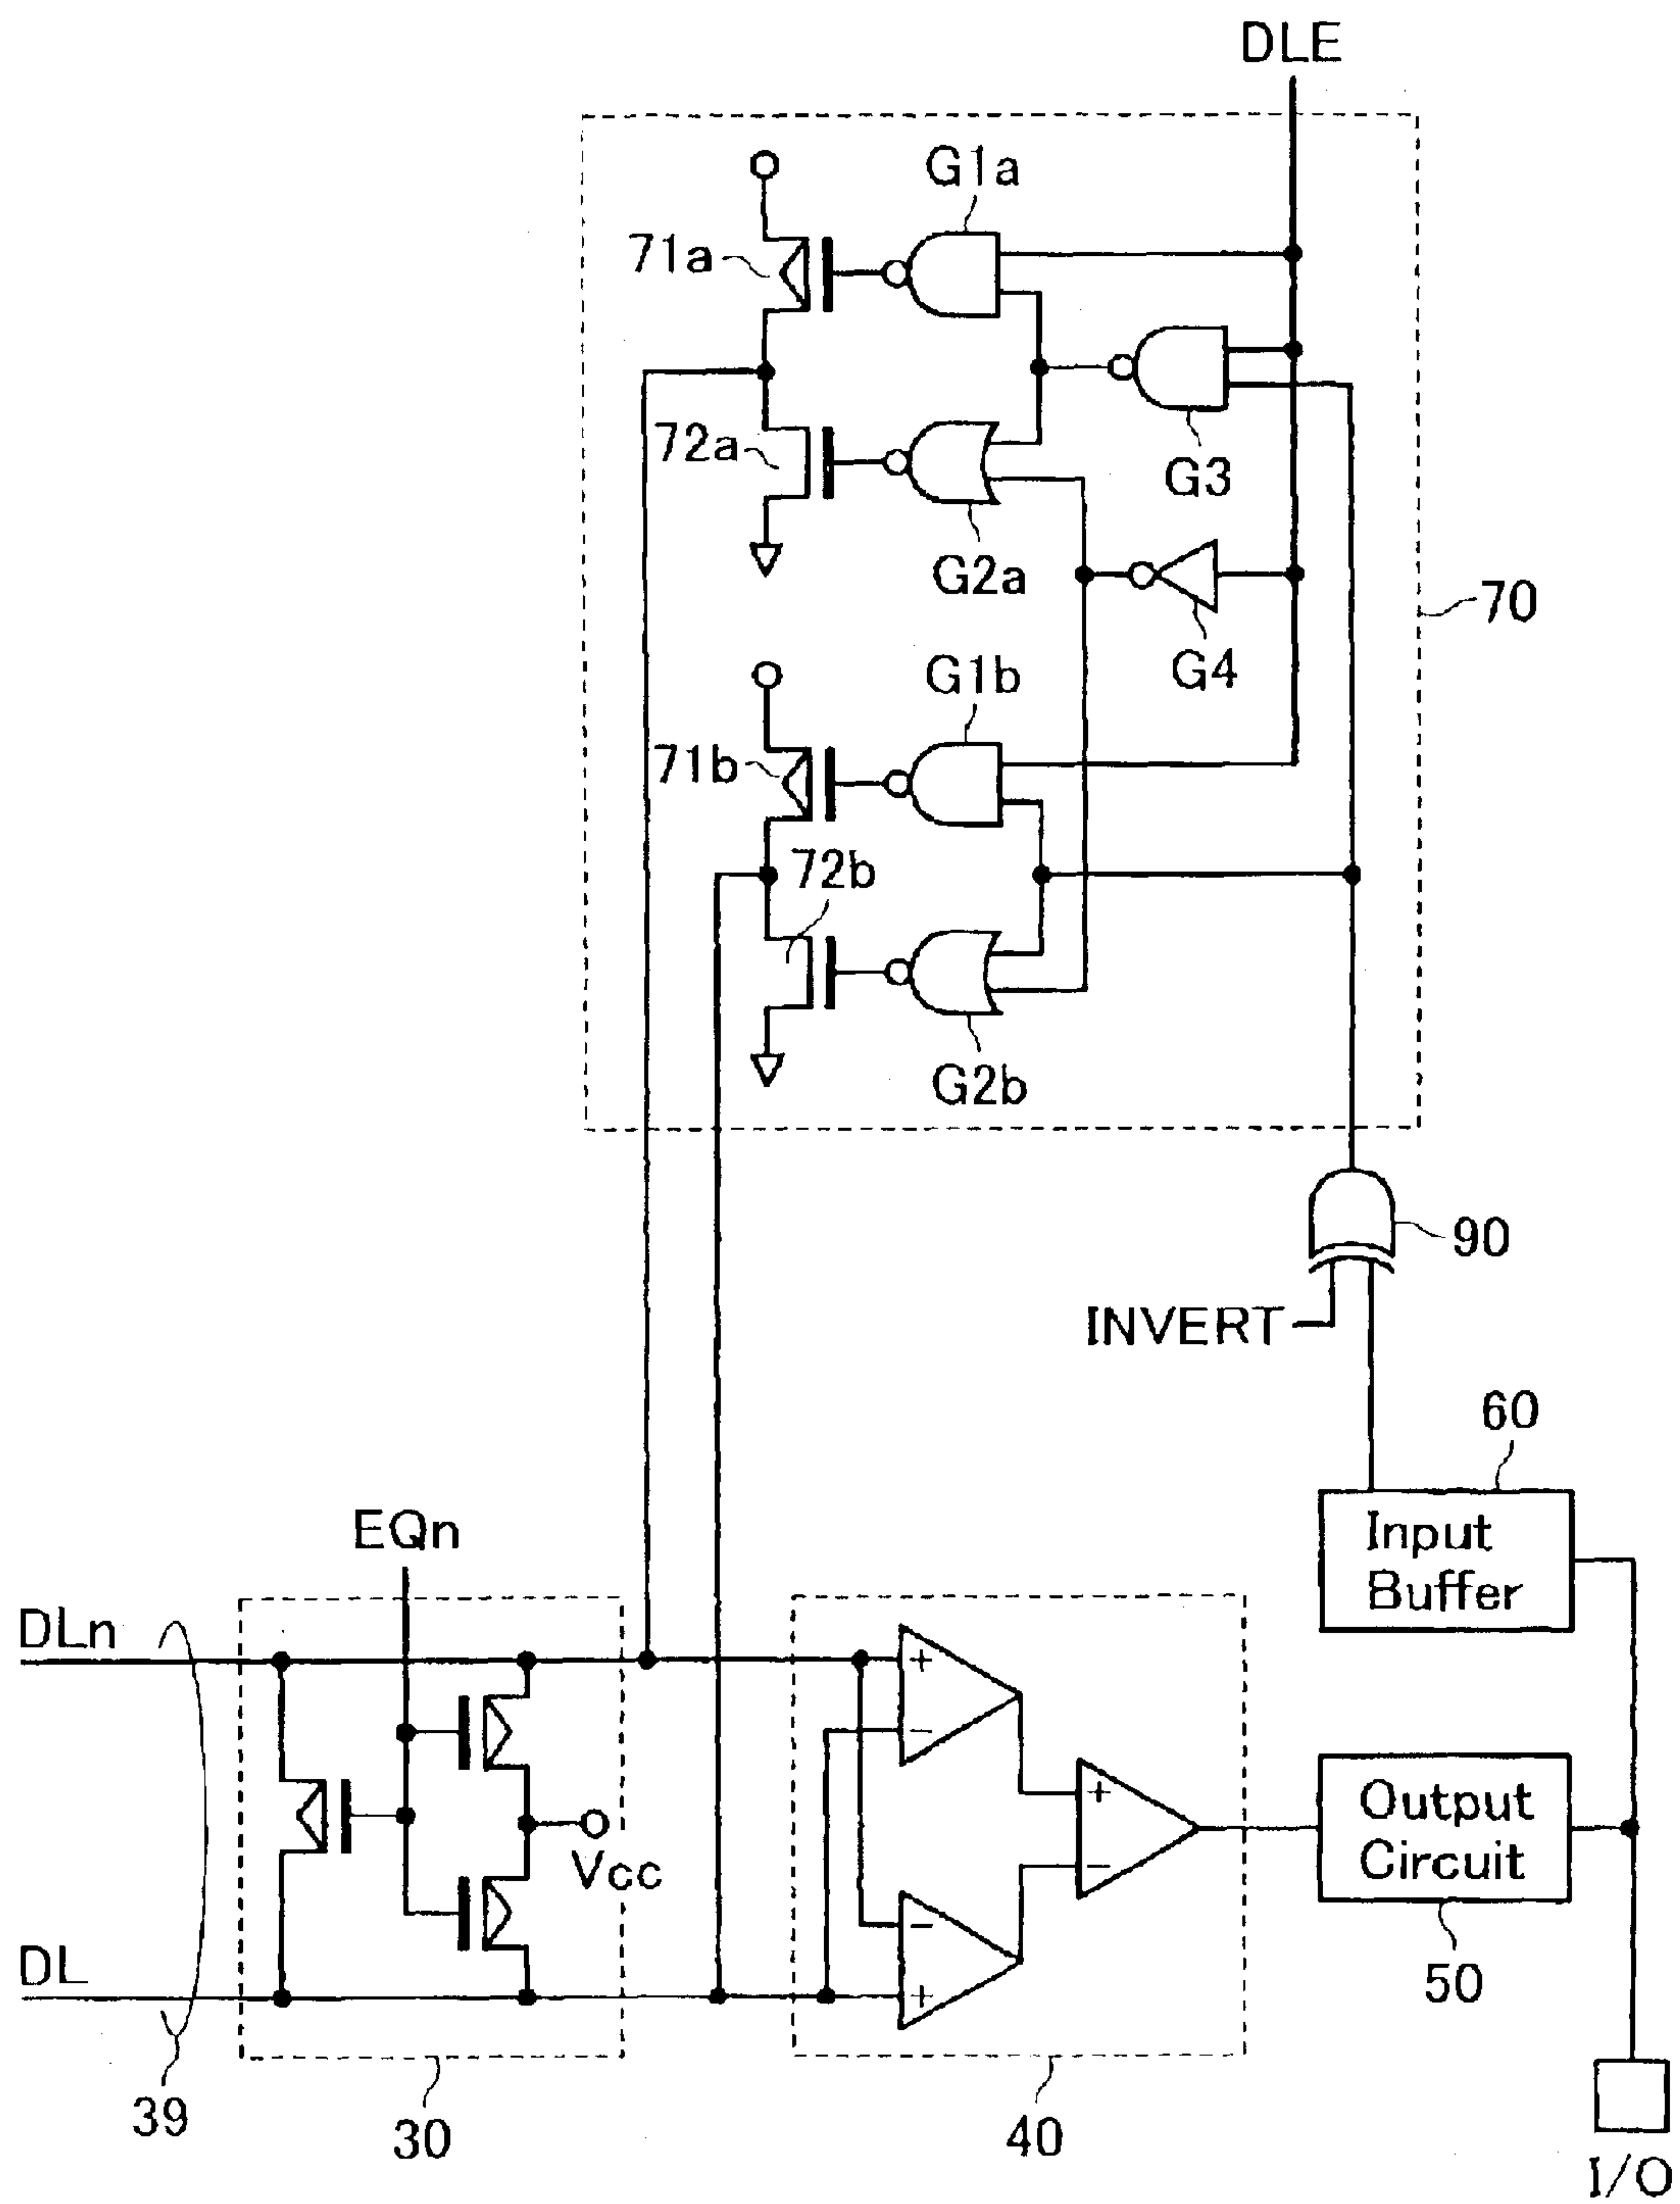 DLE
G1a
71a
72a
G3
G2a
70
G4
G1b
71b
72b
G2b
90
INVERT
60
Input
Buffer
EQn
DLn
+
−
+
−
Vcc
Output
Circuit
−
+
DL
50
39
30
40
I/O